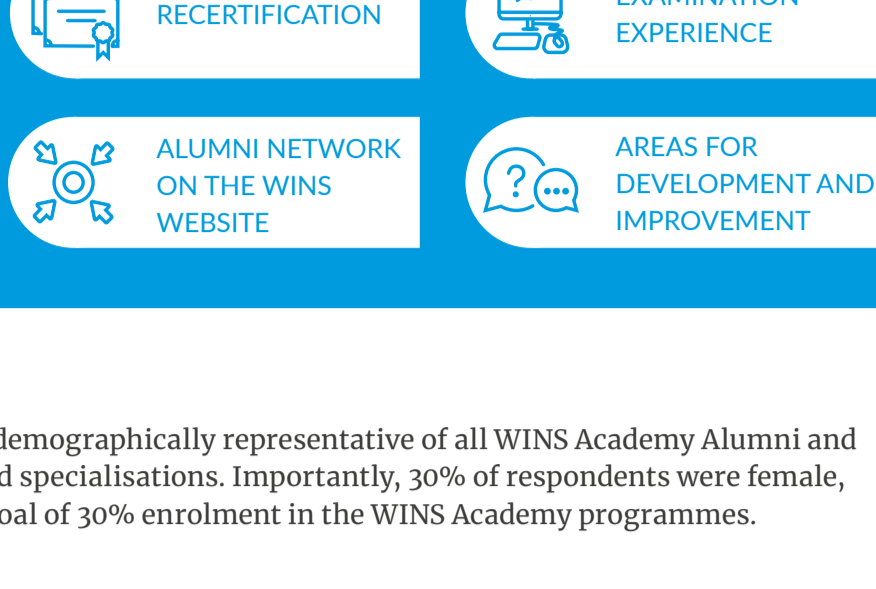 RECERTIFICATION
EXAMINATION
EXPERIENCE
ALUMNI NETWORK
ON THE WINS
WEBSITE
AREAS FOR
DEVELOPMENT AND
IMPROVEMENT
demographically representative of all WINS Academy Alumni and
specialisations. Importantly, 30% of respondents were female,
of 30% enrolment in the WINS Academy programmes.